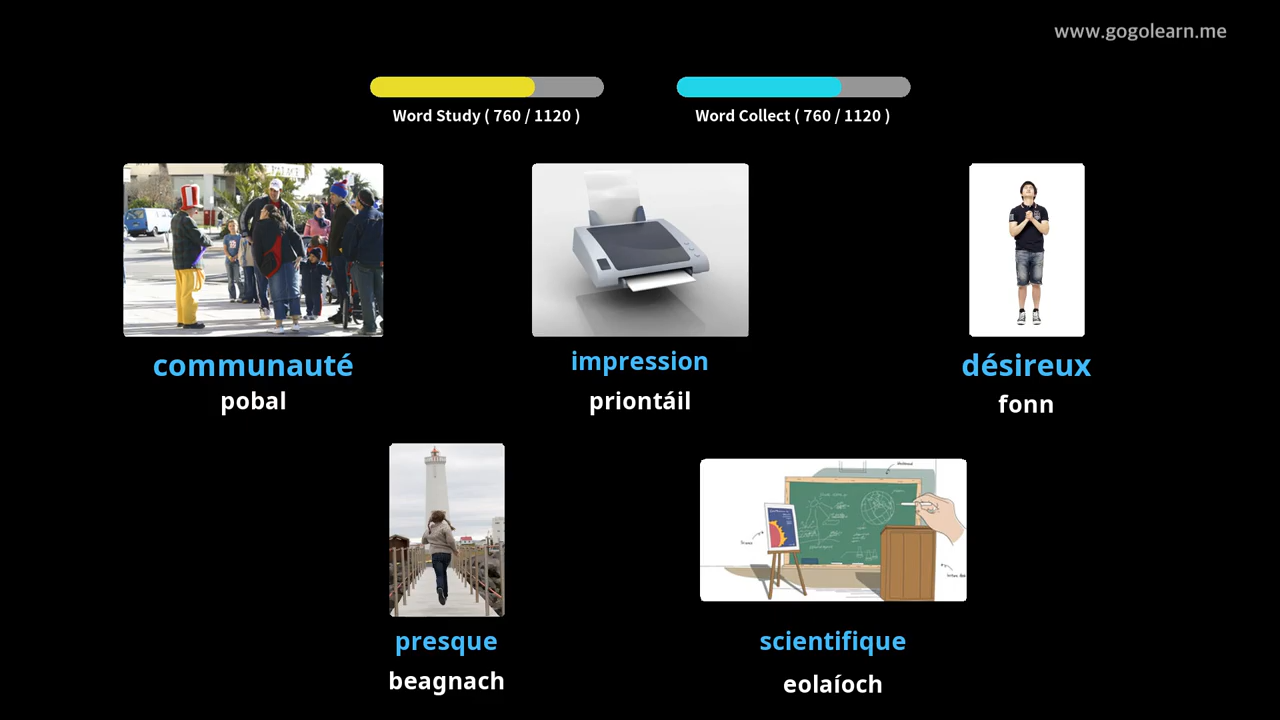 www.gogolearn.me
Word Study ( 760 / 1120 )
Word Collect ( 760 / 1120 )
communauté
pobal
impression
priontáil
désireux
fonn
presque
beagnach
scientifique
eolaíoch